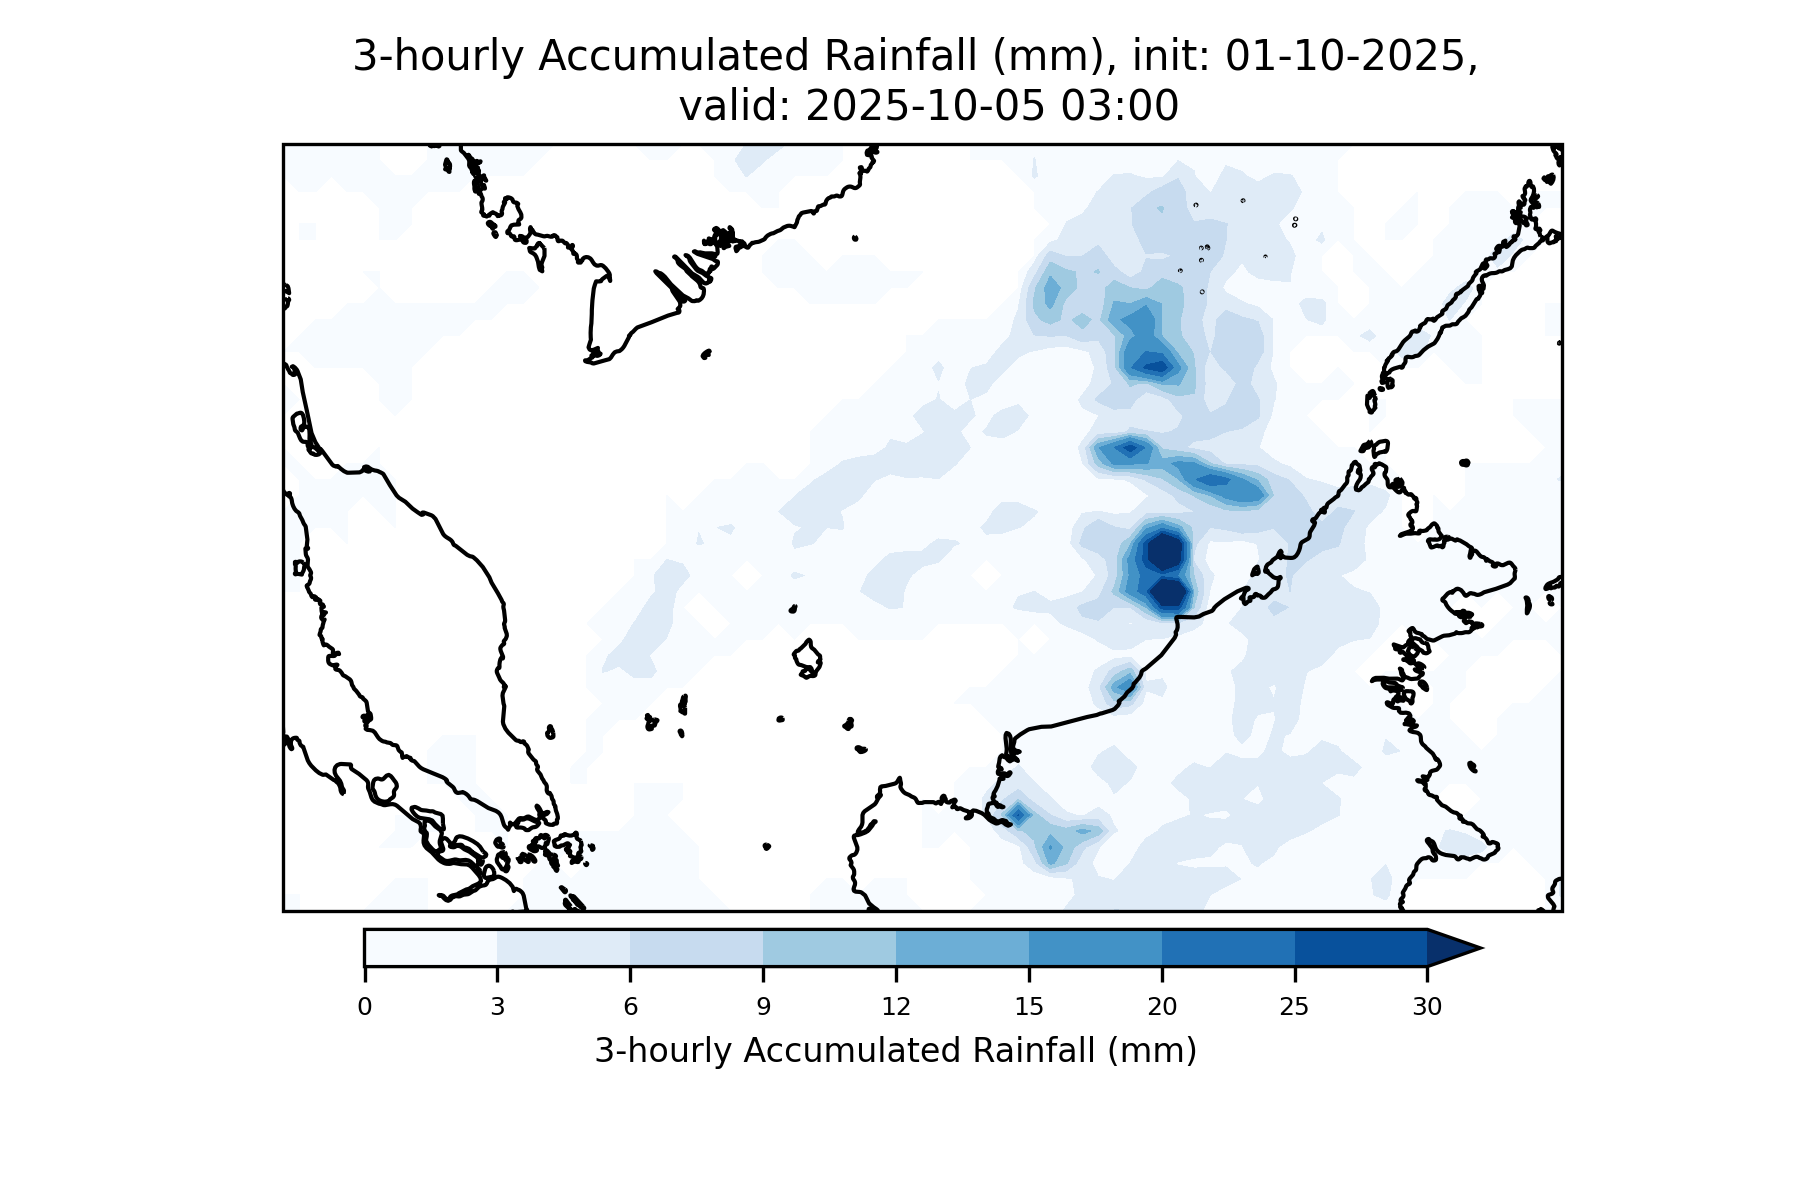 3-hourly Accumulated Rainfall (mm), init: 01-10-2025,
valid: 2025-10-05 03:00
0 3 6 9 12 15 20 25 30
3-hourly Accumulated Rainfall (mm)